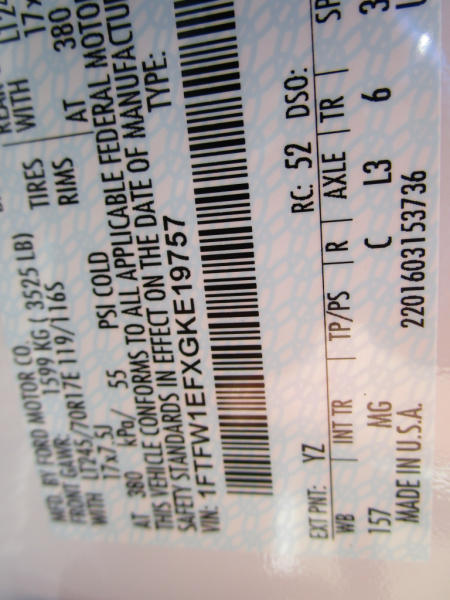 MFD. BY FORD MOTOR CO.
FRONT GAWR: 1599 KG ( 3525 LB)
WITH LT245/70R17E 119/116S TIRES
17x7.5J RIMS
AT 380 kPa/ 55 PSI COLD
WITH
17x
AT 380
THIS VEHICLE CONFORMS TO ALL APPLICABLE FEDERAL MOTO
SAFETY STANDARDS IN EFFECT ON THE DATE OF MANUFACTU
VIN: 1FTFW1EFXGKE19757 TYPE:
EXT PNT: YZ RC: 52 DSO:
WB INT TR TP/PS R AXLE TR SP
157 MG C L3 6 3
MADE IN U.S.A. 2201603153736